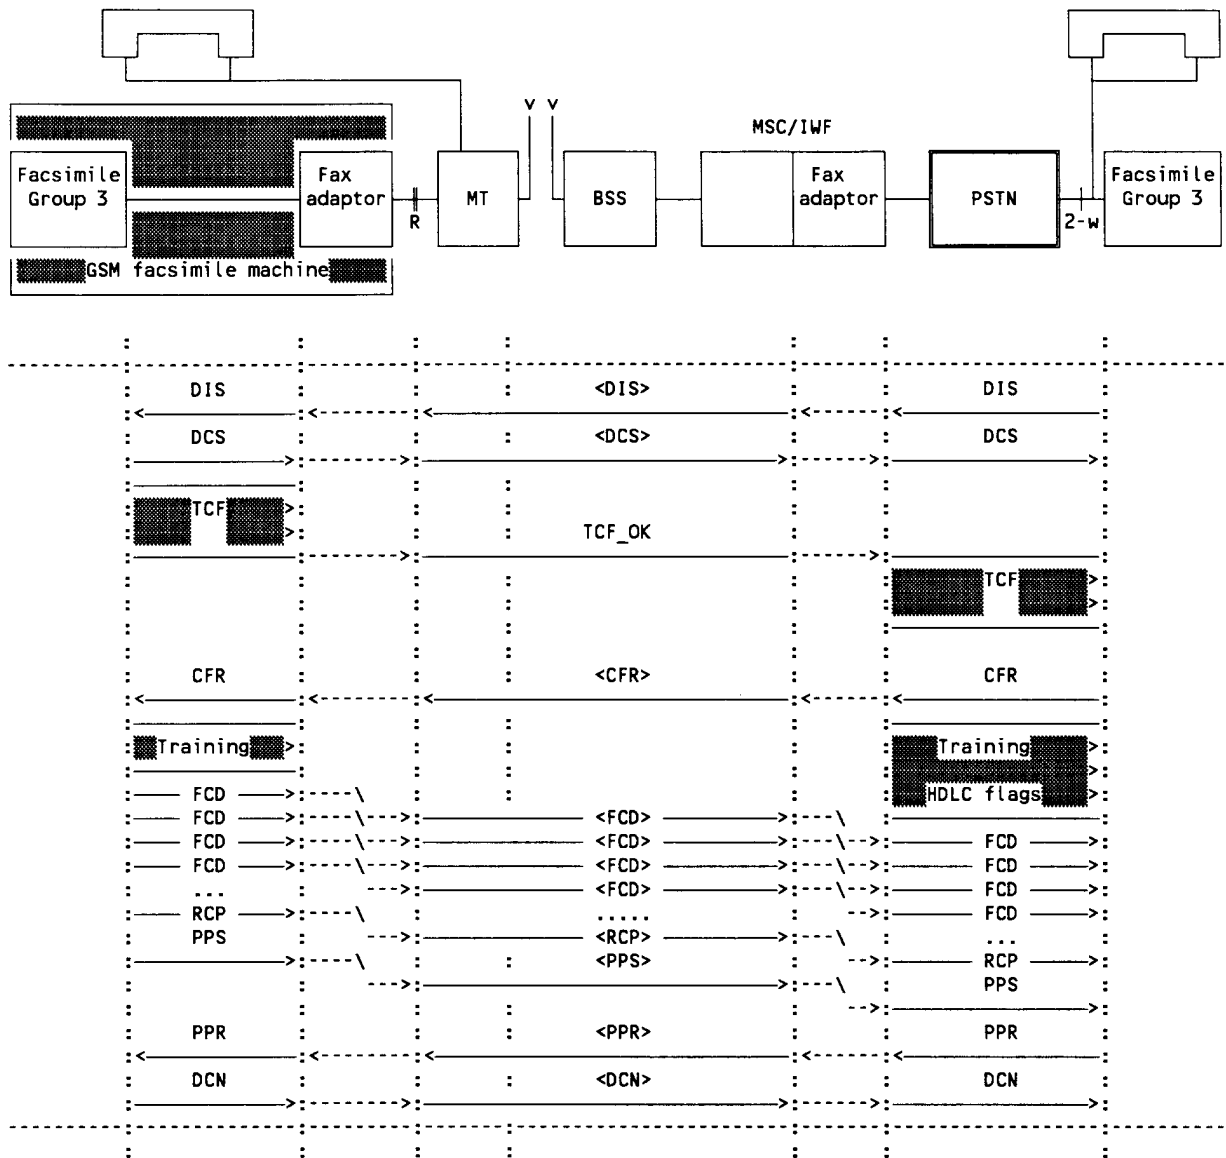 MSC/IWF
Facsimile Group 3
Fax adaptor
R
MT
BSS
Fax adaptor
PSTN
2-w
Facsimile Group 3
GSM facsimile machine
DIS <DIS> DIS
DCS <DCS> DCS
TCF
TCF_OK
TCF
CFR <CFR> CFR
Training Training
FCD HDLC flags
FCD <FCD>
FCD <FCD> FCD
FCD <FCD> FCD
... <FCD> FCD
RCP ..... FCD
PPS <RCP> ...
<PPS> RCP
PPS
PPR <PPR> PPR
DCN <DCN> DCN